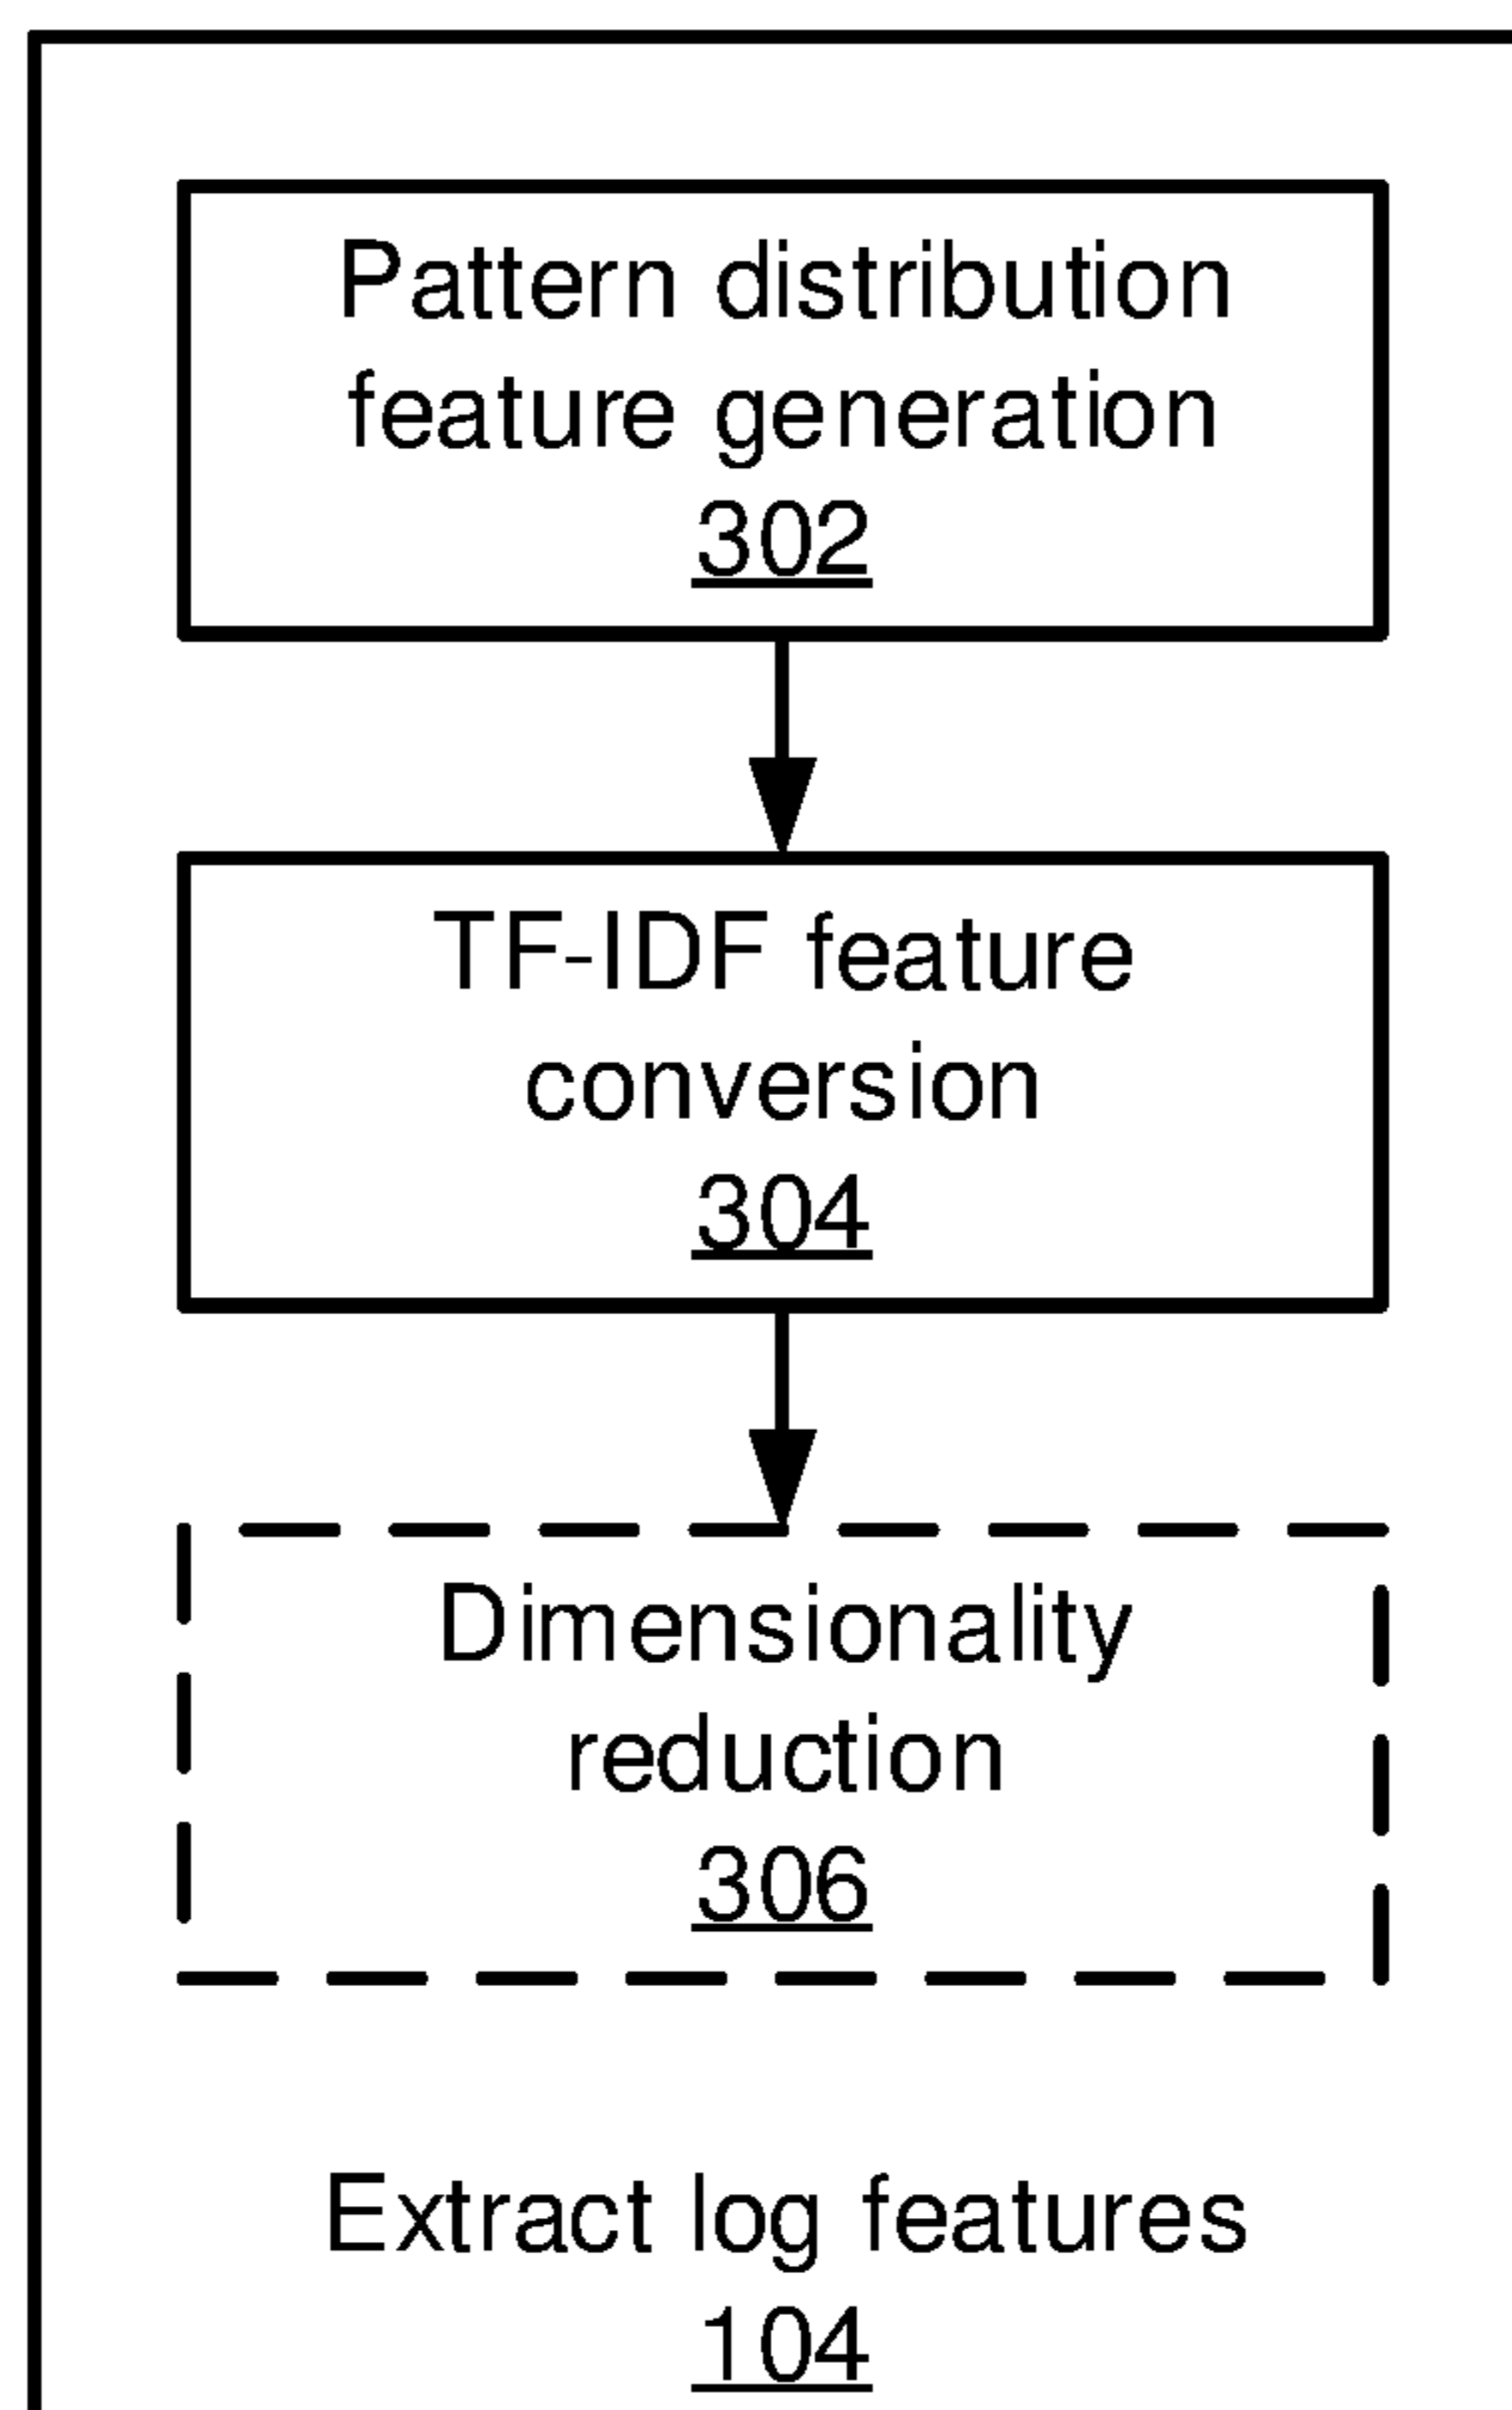 Pattern distribution
feature generation
302
TF-IDF feature
conversion
304
Dimensionality
reduction
306
Extract log features
104